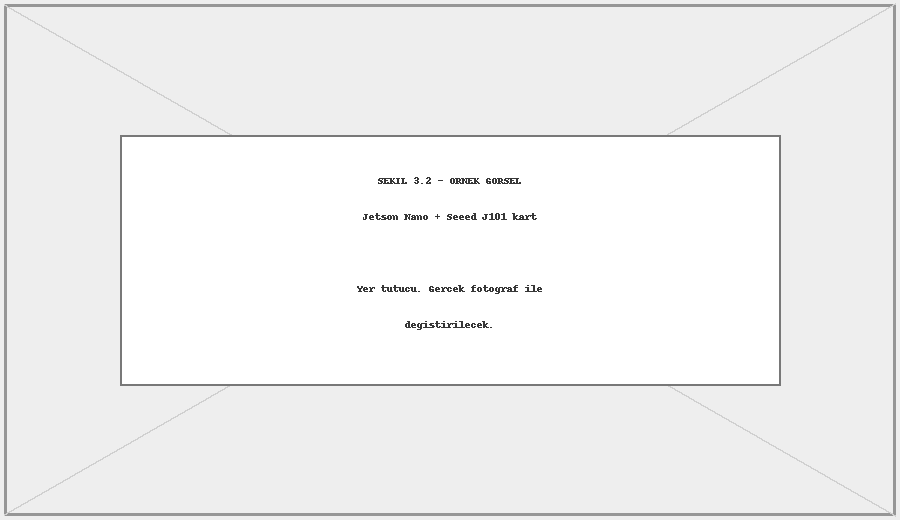 SEKIL 3.2 - ORNEK GORSEL
Jetson Nano + Seeed J101 kart
Yer tutucu. Gercek fotograf ile
degistirilecek.